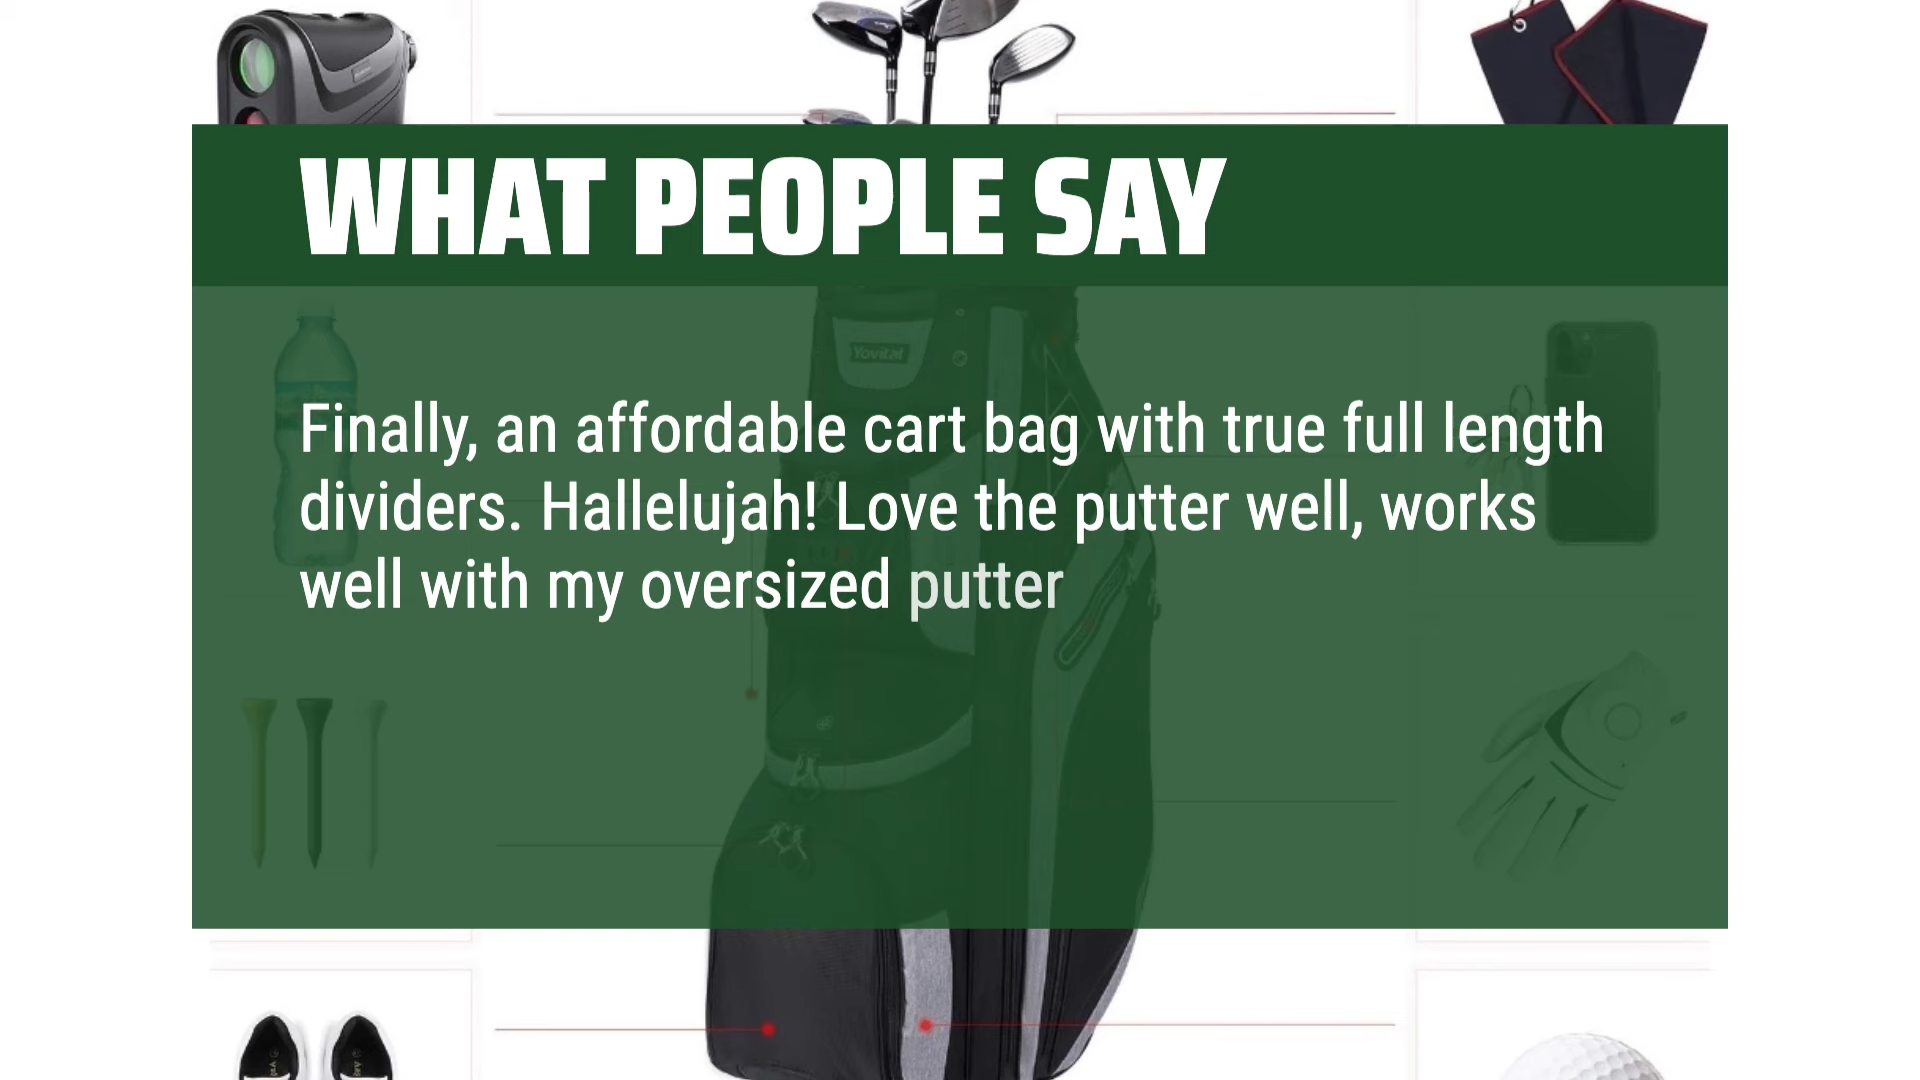 WHAT PEOPLE SAY
Yovital
Finally, an affordable cart bag with true full length
dividers. Hallelujah! Love the putter well, works
well with my oversized putter